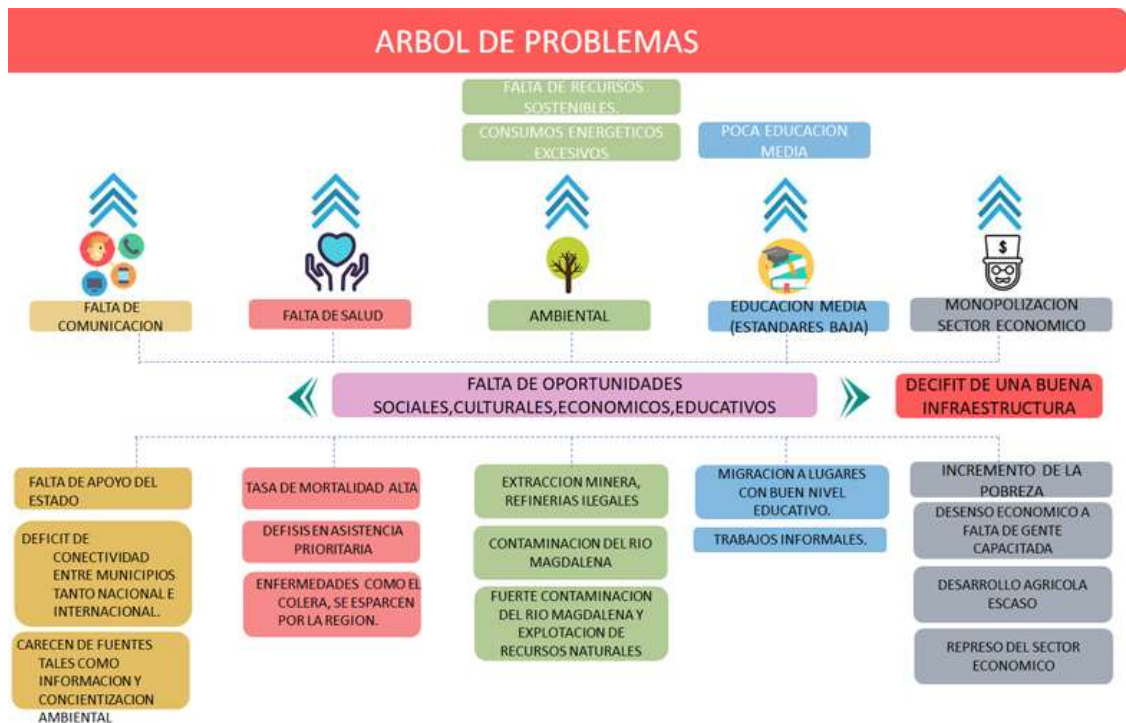 ARBOL DE PROBLEMAS
FALTA DE RECURSOS
SOSTENIBLES.
CONSUMOS ENERGETICOS
EXCESIVOS
POCA EDUCACION
MEDIA
$
FALTA DE
COMUNICACION
FALTA DE SALUD
AMBIENTAL
EDUCACION MEDIA
(ESTANDARES BAJA)
MONOPOLIZACION
SECTOR ECONOMICO
FALTA DE OPORTUNIDADES
SOCIALES,CULTURALES,ECONOMICOS,EDUCATIVOS
DECIFIT DE UNA BUENA
INFRAESTRUCTURA
FALTA DE APOYO DEL
ESTADO
DEFICIT DE
CONECTIVIDAD
ENTRE MUNICIPIOS
TANTO NACIONAL E
INTERNACIONAL.
CARECEN DE FUENTES
TALES COMO
INFORMACION Y
CONCIENTIZACION
AMBIENTAL
TASA DE MORTALIDAD ALTA
DEFISIS EN ASISTENCIA
PRIORITARIA
ENFERMEDADES COMO EL
COLERA, SE ESPARCEN
POR LA REGION.
EXTRACCION MINERA,
REFINERIAS ILEGALES
CONTAMINACION DEL RIO
MAGDALENA
FUERTE CONTAMINACION
DEL RIO MAGDALENA Y
EXPLOTACION DE
RECURSOS NATURALES
MIGRACION A LUGARES
CON BUEN NIVEL
EDUCATIVO.
TRABAJOS INFORMALES.
INCREMENTO DE LA
POBREZA
DESENSO ECONOMICO A
FALTA DE GENTE
CAPACITADA
DESARROLLO AGRICOLA
ESCASO
REPRESO DEL SECTOR
ECONOMICO